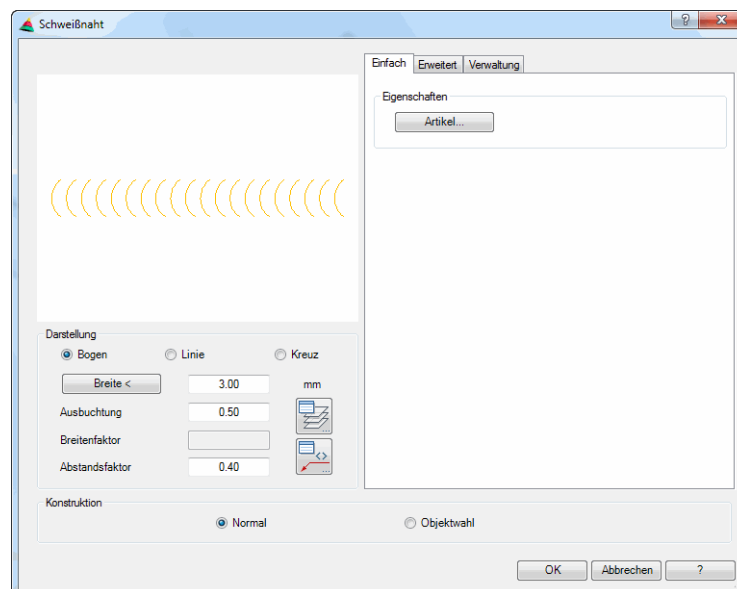 Schweißnaht
Einfach Erweitert Verwaltung
Eigenschaften
Artikel...
Darstellung
Bogen Linie Kreuz
Breite < 3.00 mm
Ausbuchtung 0.50
Breitenfaktor
Abstandsfaktor 0.40
Konstruktion
Normal Objektwahl
OK Abbrechen ?